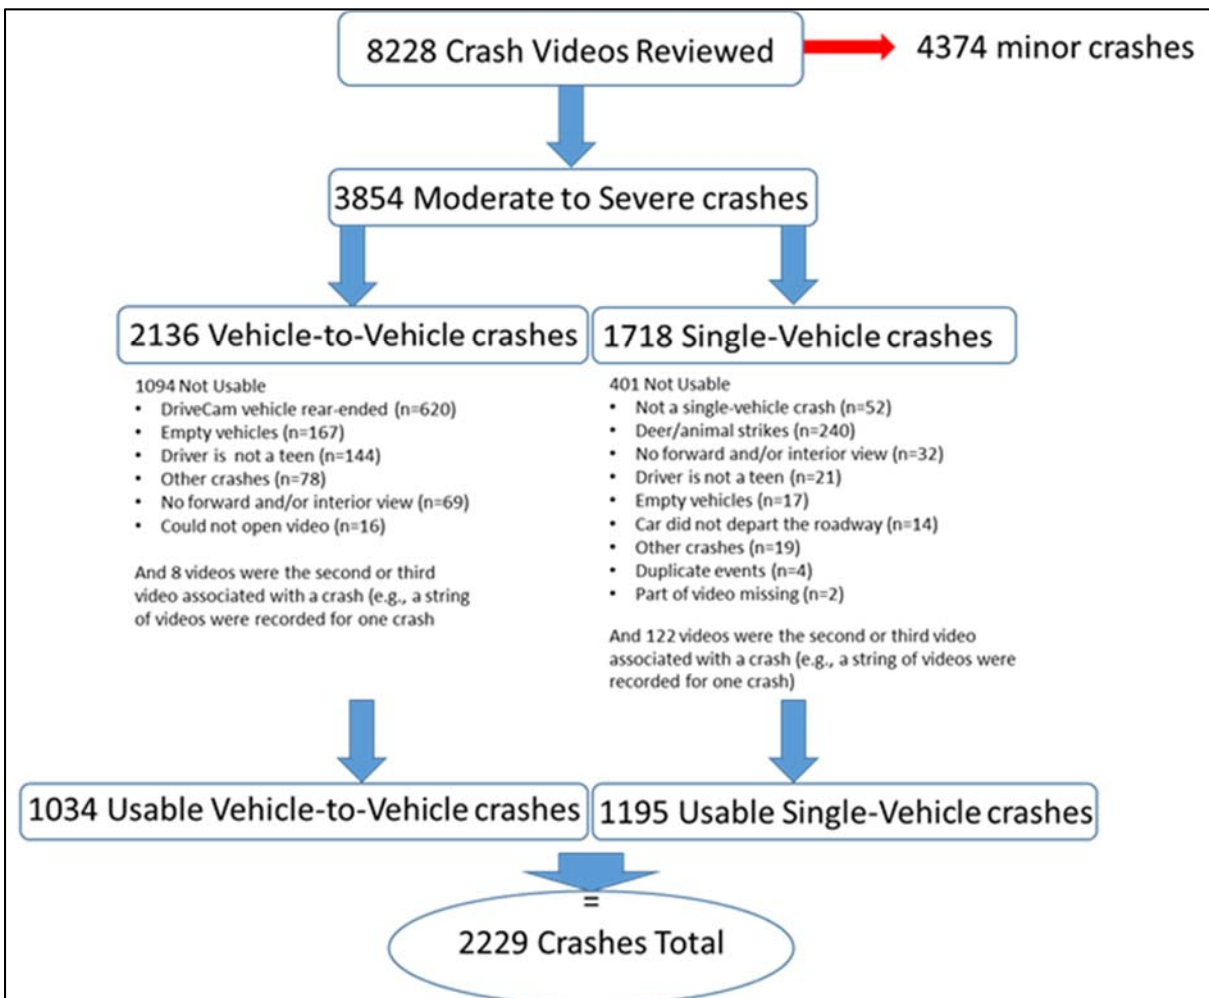 8228 Crash Videos Reviewed
4374 minor crashes
3854 Moderate to Severe crashes
2136 Vehicle-to-Vehicle crashes
1094 Not Usable
• DriveCam vehicle rear-ended (n=620)
• Empty vehicles (n=167)
• Driver is not a teen (n=144)
• Other crashes (n=78)
• No forward and/or interior view (n=69)
• Could not open video (n=16)
And 8 videos were the second or third
video associated with a crash (e.g., a string
of videos were recorded for one crash
1718 Single-Vehicle crashes
401 Not Usable
• Not a single-vehicle crash (n=52)
• Deer/animal strikes (n=240)
• No forward and/or interior view (n=32)
• Driver is not a teen (n=21)
• Empty vehicles (n=17)
• Car did not depart the roadway (n=14)
• Other crashes (n=19)
• Duplicate events (n=4)
• Part of video missing (n=2)
And 122 videos were the second or third video
associated with a crash (e.g., a string of videos were
recorded for one crash)
1034 Usable Vehicle-to-Vehicle crashes
1195 Usable Single-Vehicle crashes
=
2229 Crashes Total